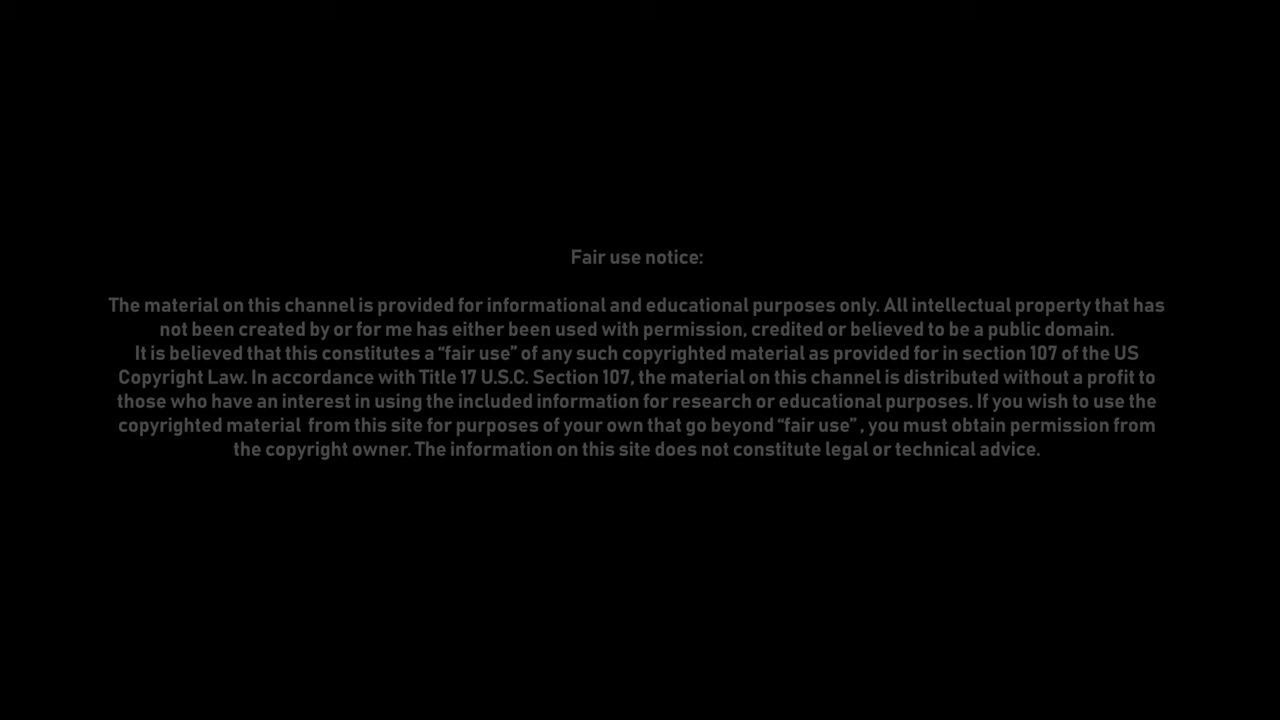 Fair use notice:
The material on this channel is provided for informational and educational purposes only. All intellectual property that has
not been created by or for me has either been used with permission, credited or believed to be a public domain.
It is believed that this constitutes a “fair use” of any such copyrighted material as provided for in section 107 of the US
Copyright Law. In accordance with Title 17 U.S.C. Section 107, the material on this channel is distributed without a profit to
those who have an interest in using the included information for research or educational purposes. If you wish to use the
copyrighted material  from this site for purposes of your own that go beyond “fair use” , you must obtain permission from
the copyright owner. The information on this site does not constitute legal or technical advice.